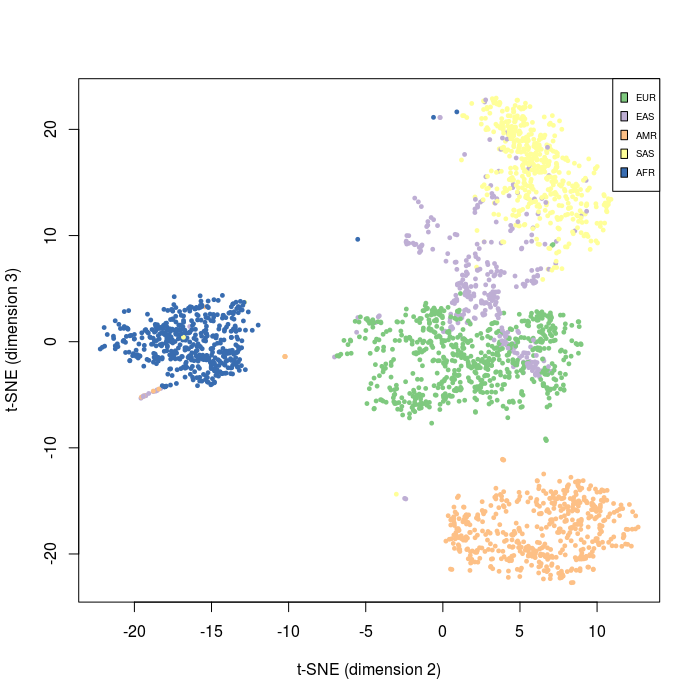 EUR
EAS
AMR
SAS
AFR
20
10
0
-10
-20
t-SNE (dimension 3)
-20 -15 -10 -5 0 5 10
t-SNE (dimension 2)